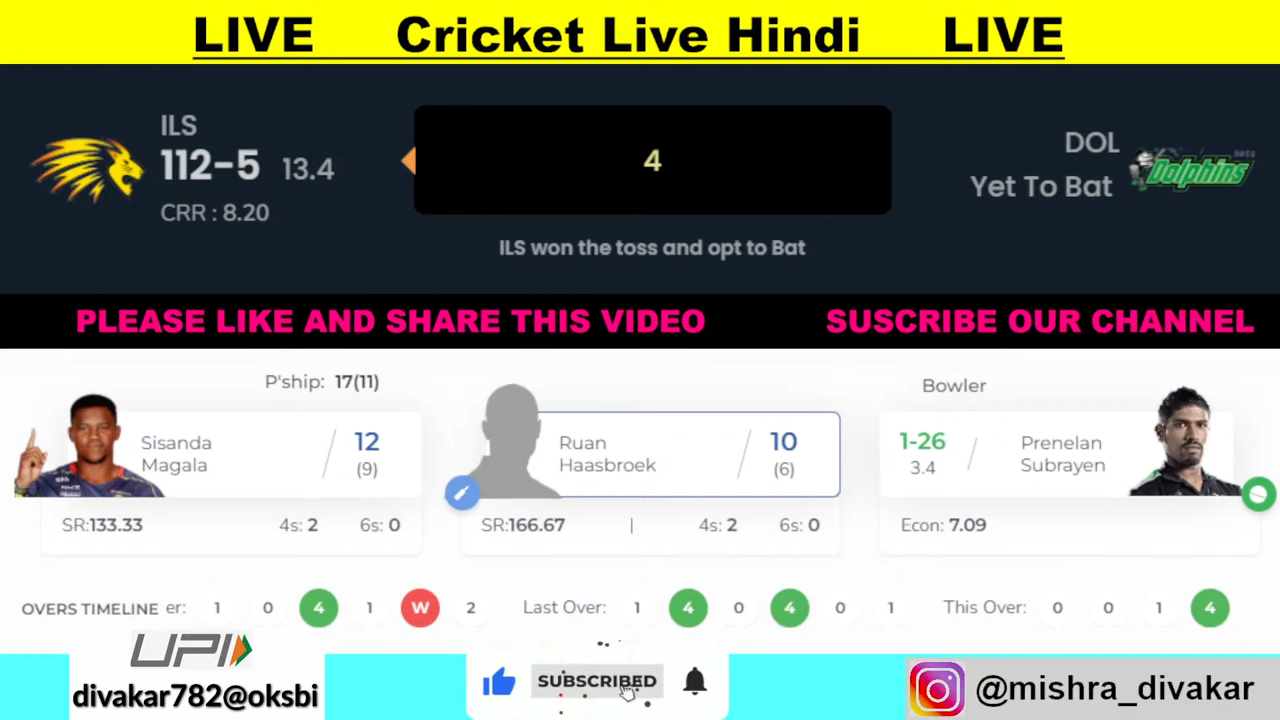 LIVE Cricket Live Hindi LIVE
ILS
112-5 13.4
CRR : 8.20
4
DOL
Yet To Bat
Dolphins
ILS won the toss and opt to Bat
PLEASE LIKE AND SHARE THIS VIDEO SUSCRIBE OUR CHANNEL
P'ship: 17(11)
Sisanda
Magala
12
(9)
SR:133.33 4s: 2 6s: 0
Ruan
Haasbroek
10
(6)
SR:166.67 | 4s: 2 6s: 0
Bowler
1-26
3.4
Prenelan
Subrayen
Econ: 7.09
OVERS TIMELINE er: 1 0 4 1 W 2 Last Over: 1 4 0 4 0 1 This Over: 0 0 1 4
UPI
divakar782@oksbi
SUBSCRIBED
@mishra_divakar